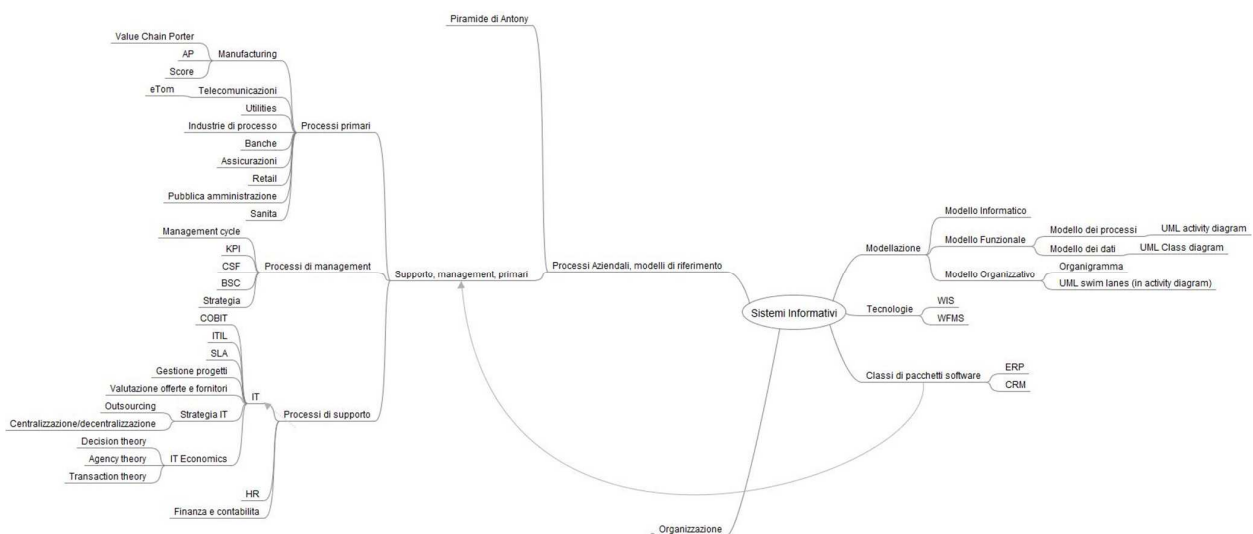 Piramide di Antony
Value Chain Porter
AP
Score
Manufacturing
eTom
Telecomunicazioni
Utilities
Industrie di processo
Banche
Assicurazioni
Retail
Pubblica amministrazione
Sanita
Processi primari
Management cycle
KPI
CSF
BSC
Strategia
Processi di management
COBIT
ITIL
SLA
Gestione progetti
Valutazione offerte e fornitori
Outsourcing
Centralizzazione/decentralizzazione
Strategia IT
Decision theory
Agency theory
Transaction theory
IT Economics
IT
HR
Finanza e contabilita
Processi di supporto
Supporto, management, primari
Processi Aziendali, modelli di riferimento
Sistemi Informativi
Modellazione
Modello Informatico
Modello Funzionale
Modello dei processi
UML activity diagram
Modello dei dati
UML Class diagram
Modello Organizzativo
Organigramma
UML swim lanes (in activity diagram)
Tecnologie
WIS
WFMS
Classi di pacchetti software
ERP
CRM
Organizzazione